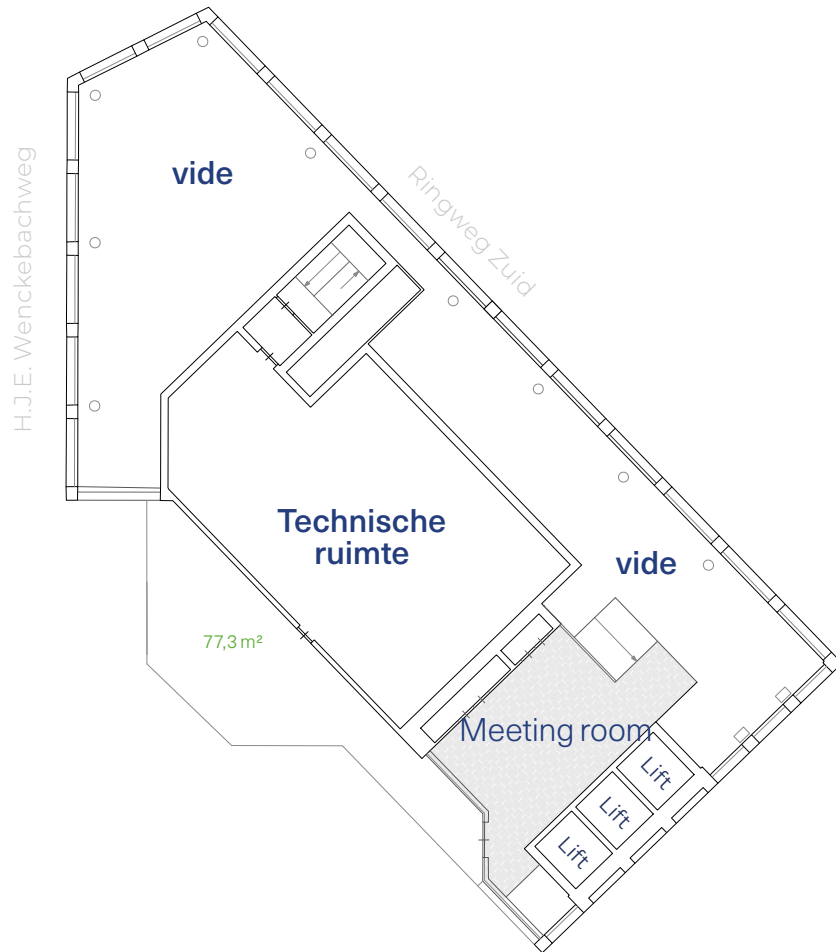 H.J.E. Wenckebachweg
vide
Ringweg Zuid
Technische
ruimte
vide
77,3 m²
Meeting room
Lift
Lift
Lift